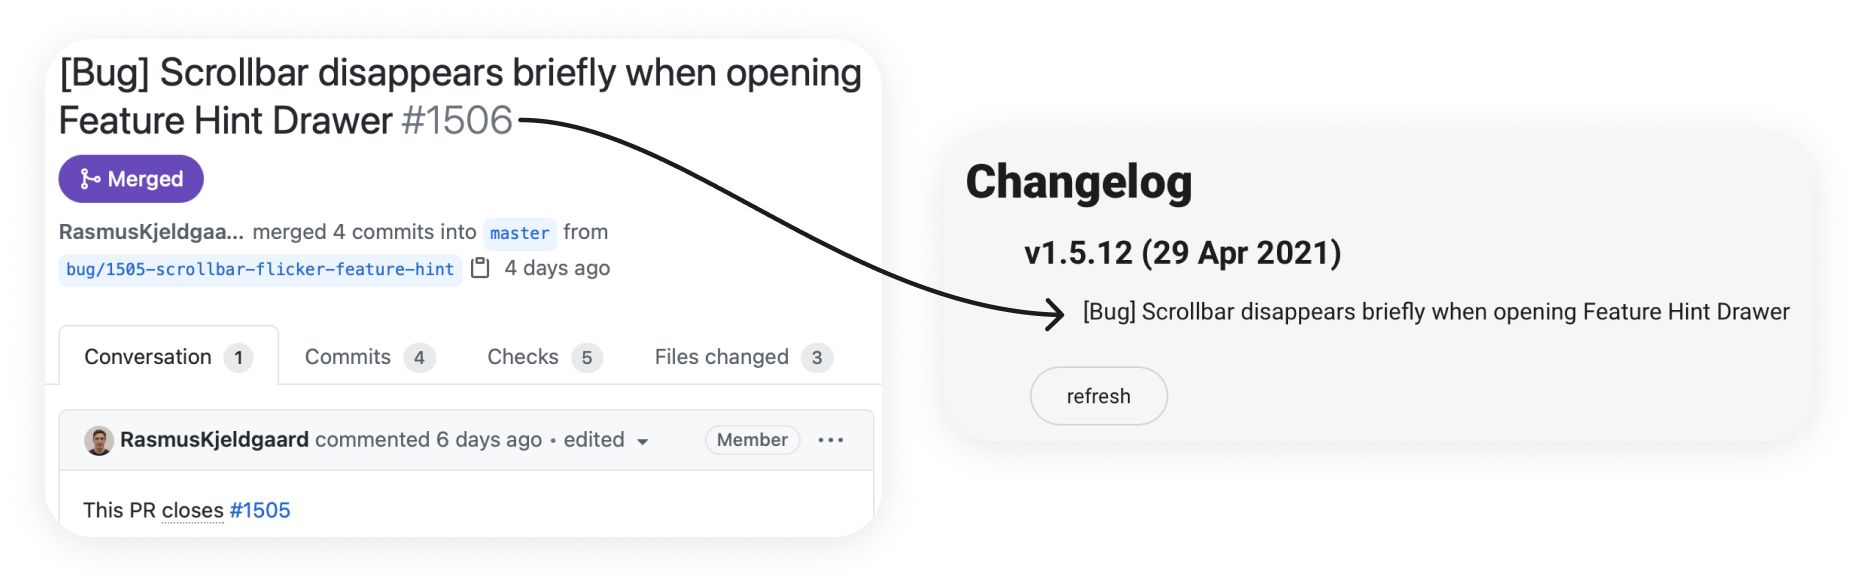 [Bug] Scrollbar disappears briefly when opening
Feature Hint Drawer #1506
Merged
RasmusKjeldgaa... merged 4 commits into master from
bug/1505-scrollbar-flicker-feature-hint 4 days ago
Conversation 1 Commits 4 Checks 5 Files changed 3
RasmusKjeldgaard commented 6 days ago • edited Member ...
This PR closes #1505
Changelog
v1.5.12 (29 Apr 2021)
[Bug] Scrollbar disappears briefly when opening Feature Hint Drawer
refresh